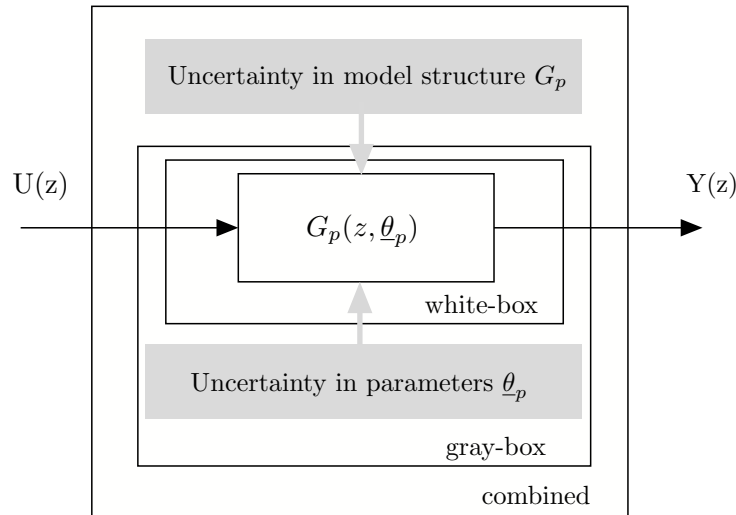 Uncertainty in model structure G_p
U(z)
Y(z)
G_p(z, θ_p)
white-box
Uncertainty in parameters θ_p
gray-box
combined